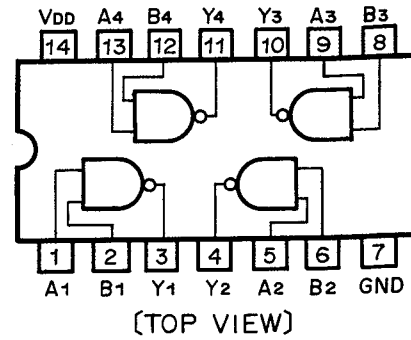 VDD A4 B4 Y4 Y3 A3 B3
14 13 12 11 10 9 8
1 2 3 4 5 6 7
A1 B1 Y1 Y2 A2 B2 GND
[TOP VIEW]